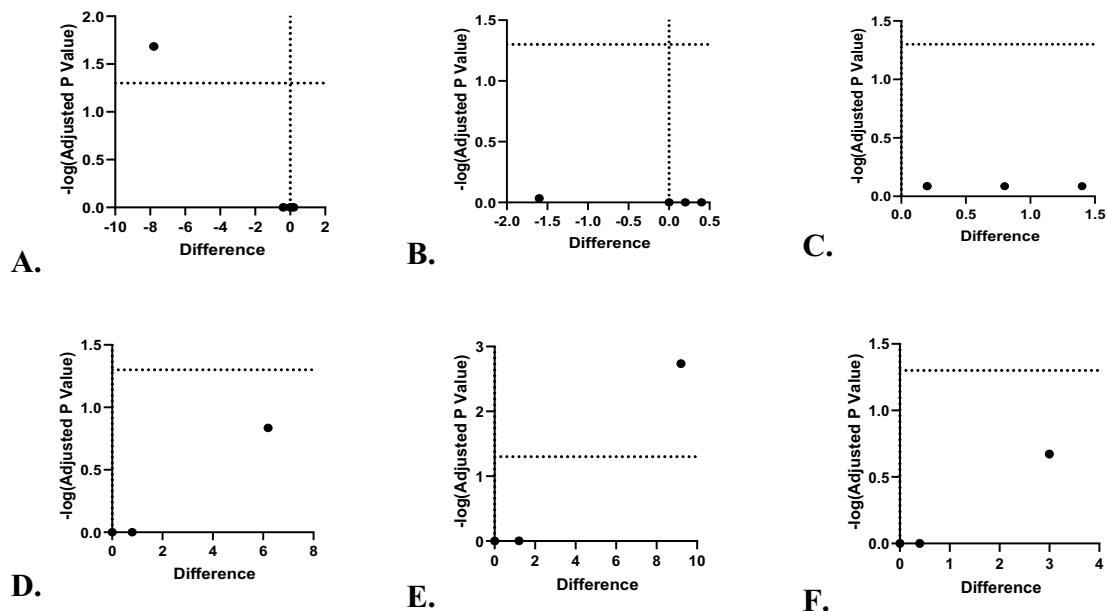 2.0
1.5
1.0
0.5
0.0
-log(Adjusted P Value)
-10 -8 -6 -4 -2 0 2
Difference
A.
1.5
1.0
0.5
0.0
-log(Adjusted P Value)
-2.0 -1.5 -1.0 -0.5 0.0 0.5
Difference
B.
1.5
1.0
0.5
0.0
-log(Adjusted P Value)
0.0 0.5 1.0 1.5
Difference
C.
1.5
1.0
0.5
0.0
-log(Adjusted P Value)
0 2 4 6 8
Difference
D.
3
2
1
0
-log(Adjusted P Value)
0 2 4 6 8 10
Difference
E.
1.5
1.0
0.5
0.0
-log(Adjusted P Value)
0 1 2 3 4
Difference
F.